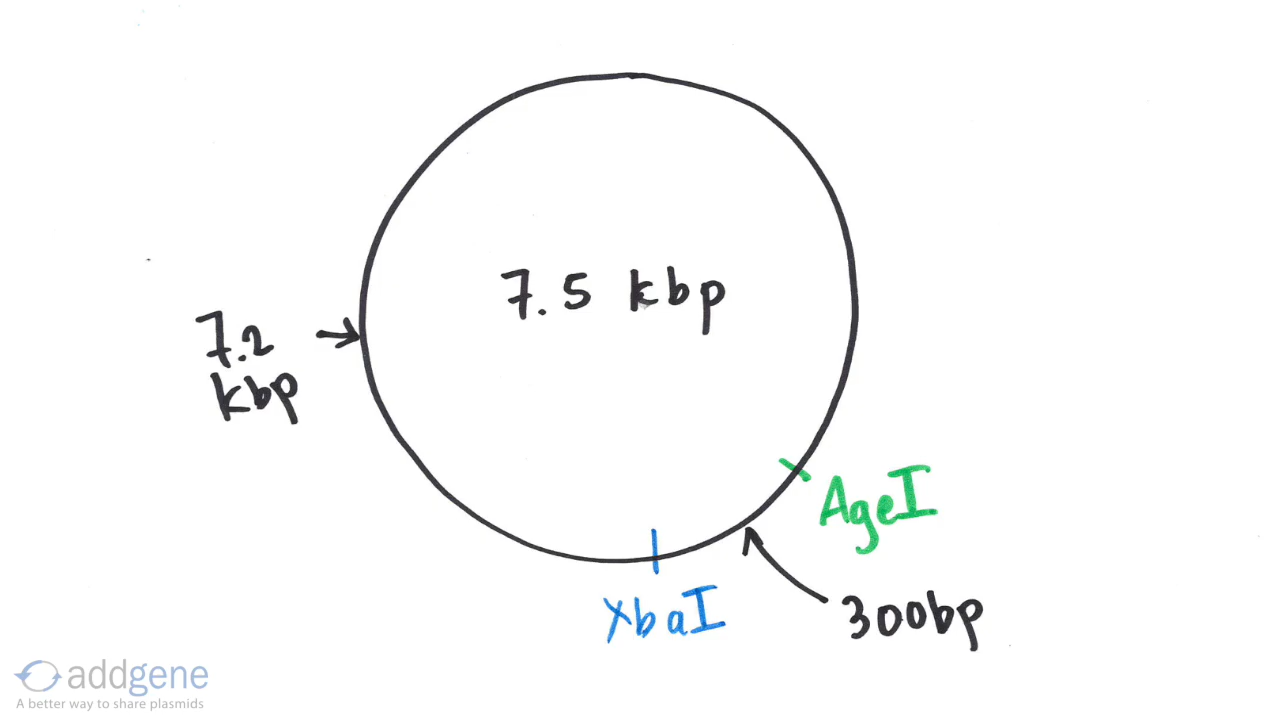 7.5 kbp
7.2
kbp
AgeI
XbaI
300bp
addgene
A better way to share plasmids